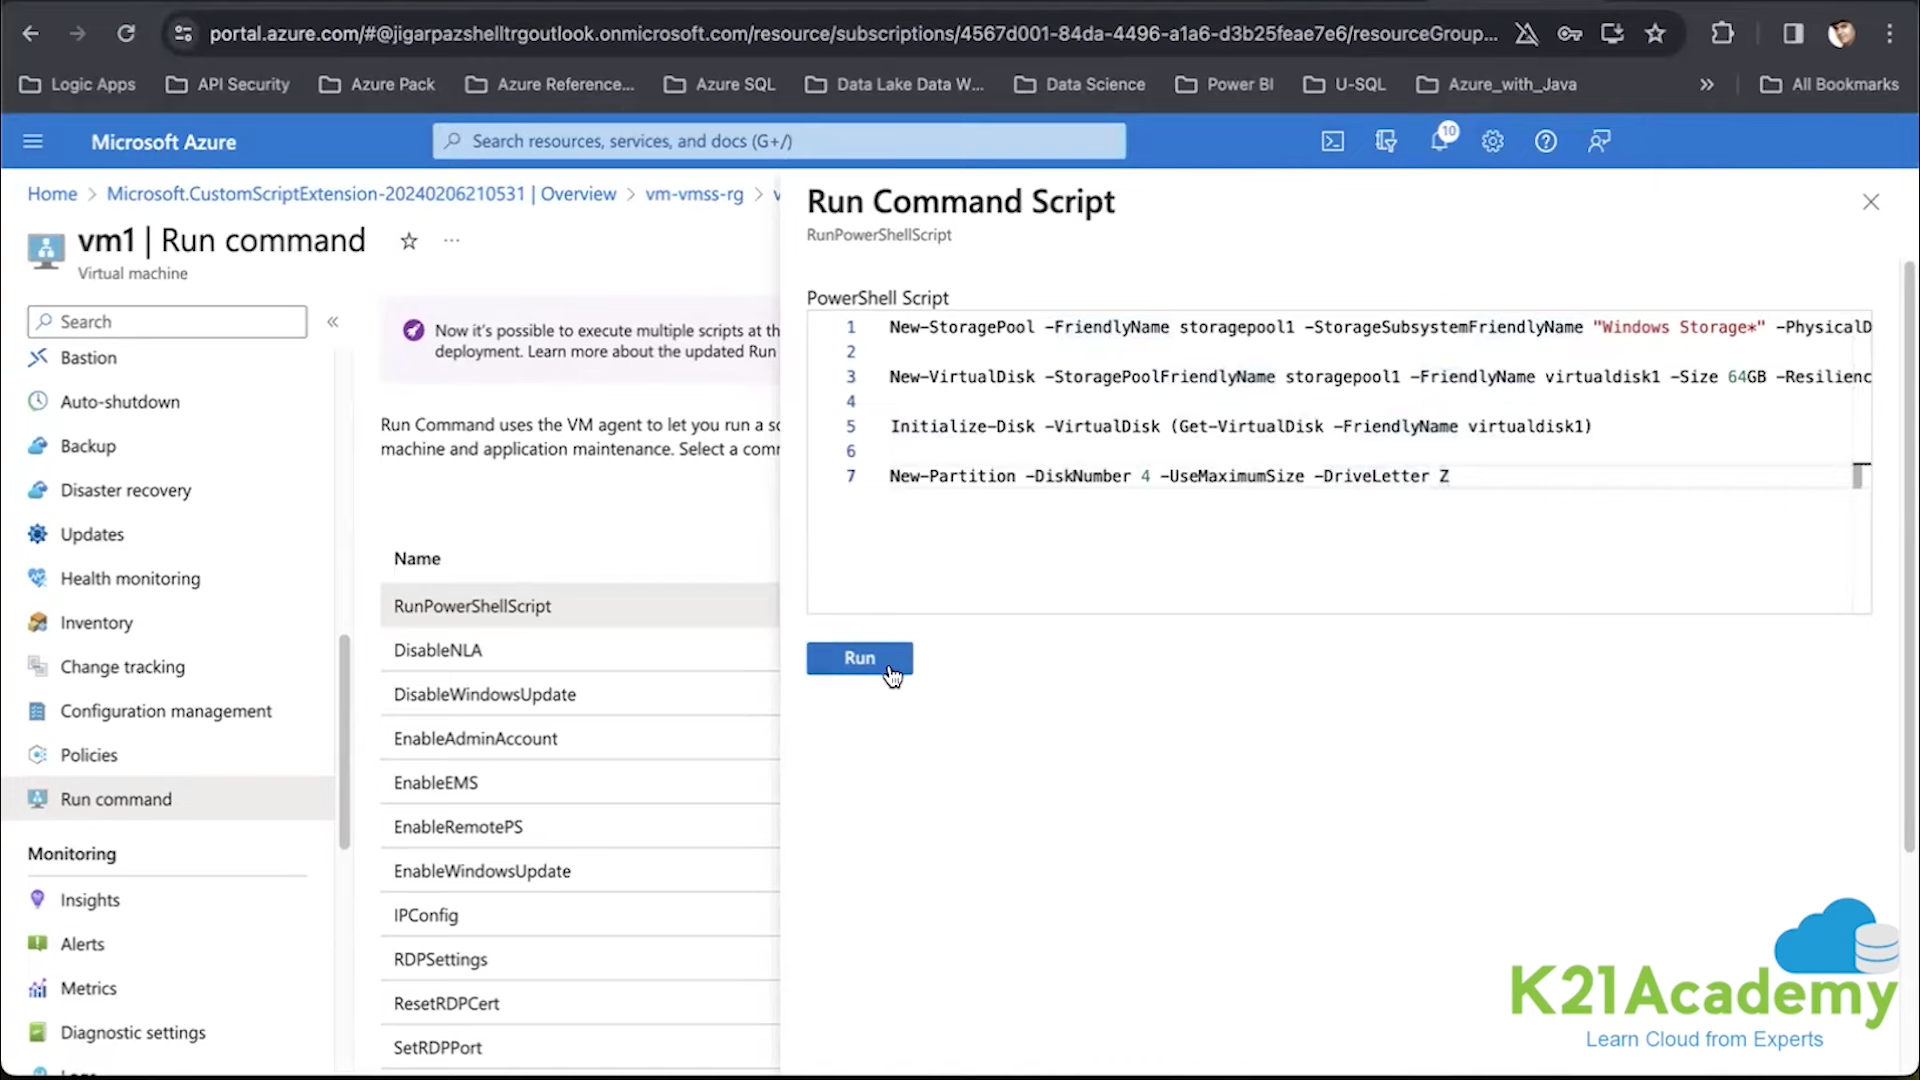 portal.azure.com/#@jigarpazshelltrgoutlook.onmicrosoft.com/resource/subscriptions/4567d001-84da-4496-a1a6-d3b25feae7e6/resourceGroup...
Logic Apps
API Security
Azure Pack
Azure Reference...
Azure SQL
Data Lake Data W...
Data Science
Power BI
U-SQL
Azure_with_Java
»
All Bookmarks
Microsoft Azure
Search resources, services, and docs (G+/)
10
Home > Microsoft.CustomScriptExtension-20240206210531 | Overview > vm-vmss-rg >
vm1 | Run command
Virtual machine
Search
«
Bastion
Auto-shutdown
Backup
Disaster recovery
Updates
Health monitoring
Inventory
Change tracking
Configuration management
Policies
Run command
Monitoring
Insights
Alerts
Metrics
Diagnostic settings
Now it's possible to execute multiple scripts at th
deployment. Learn more about the updated Run
Run Command uses the VM agent to let you run a sc
machine and application maintenance. Select a comm
Name
RunPowerShellScript
DisableNLA
DisableWindowsUpdate
EnableAdminAccount
EnableEMS
EnableRemotePS
EnableWindowsUpdate
IPConfig
RDPSettings
ResetRDPCert
SetRDPPort
Run Command Script
RunPowerShellScript
PowerShell Script
1 New-StoragePool -FriendlyName storagepool1 -StorageSubsystemFriendlyName "Windows Storage*" -PhysicalD
2
3 New-VirtualDisk -StoragePoolFriendlyName storagepool1 -FriendlyName virtualdisk1 -Size 64GB -Resilienc
4
5 Initialize-Disk -VirtualDisk (Get-VirtualDisk -FriendlyName virtualdisk1)
6
7 New-Partition -DiskNumber 4 -UseMaximumSize -DriveLetter Z
Run
K21Academy
Learn Cloud from Experts